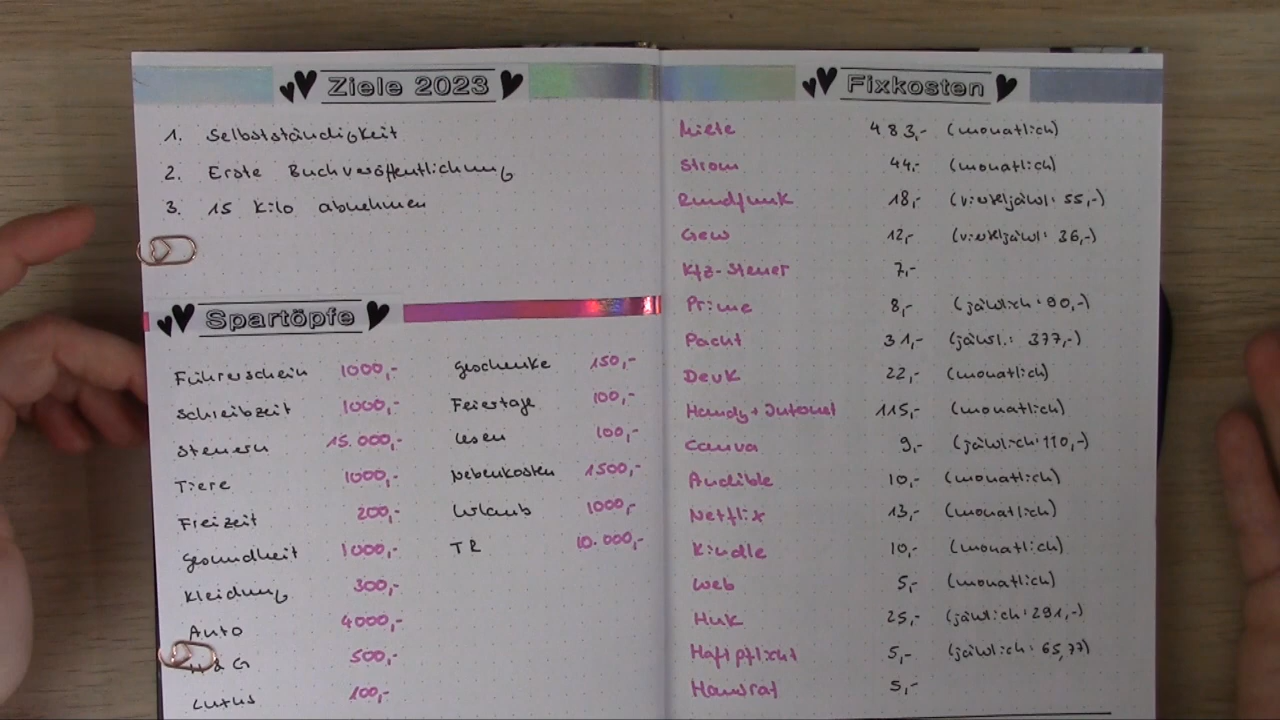 Ziele 2023
1. Selbstständigkeit
2. Erste Buchveröffentlichung
3. 15 Kilo abnehmen
Spartöpfe
Führerschein 1000,-
Schreibzeit 1000,-
Steuern 15.000,-
Tiere 1000,-
Freizeit 200,-
Gesundheit 1000,-
Kleidung 300,-
Auto 4000,-
& G 500,-
Luxus 100,-
Geschenke 150,-
Feiertage 100,-
Lesen 100,-
Nebenkosten 1500,-
Urlaub 1000,-
TR 10.000,-
Fixkosten
Miete 483,- (monatlich)
Strom 44,- (monatlich)
Rundfunk 18,- (vierteljährl: 55,-)
GEW 12,- (vierteljährl: 36,-)
Kfz-Steuer 7,-
Prime 8,- (jährlich: 90,-)
Pacht 31,- (jährl.: 377,-)
DEVK 22,- (monatlich)
Handy + Internet 115,- (monatlich)
Canva 9,- (jährlich: 110,-)
Audible 10,- (monatlich)
Netflix 13,- (monatlich)
Kindle 10,- (monatlich)
Web 5,- (monatlich)
Huk 25,- (jährlich: 291,-)
Haftpflicht 5,- (jährlich: 65,77)
Hausrat 5,-